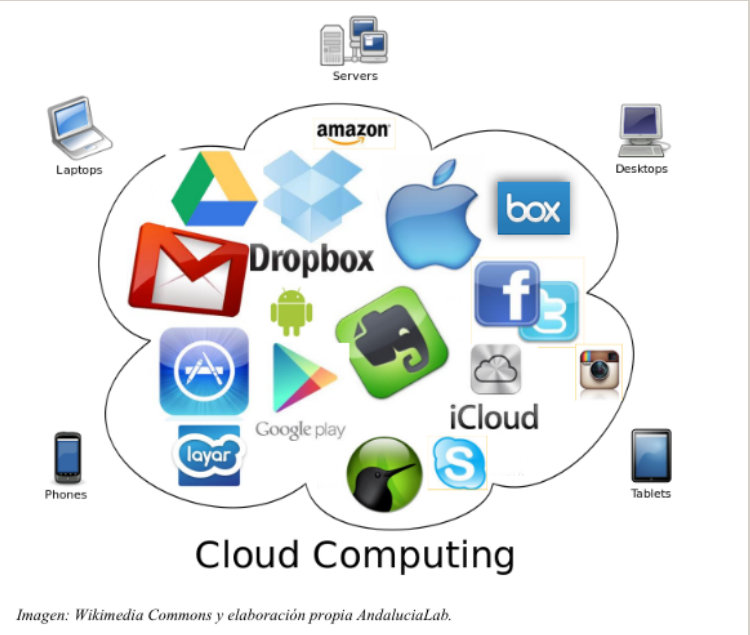 Servers
amazon
Laptops
Desktops
box
Dropbox
f
t
iCloud
Google play
layar
S
Phones
Tablets
Cloud Computing
Imagen: Wikimedia Commons y elaboración propia AndaluciaLab.